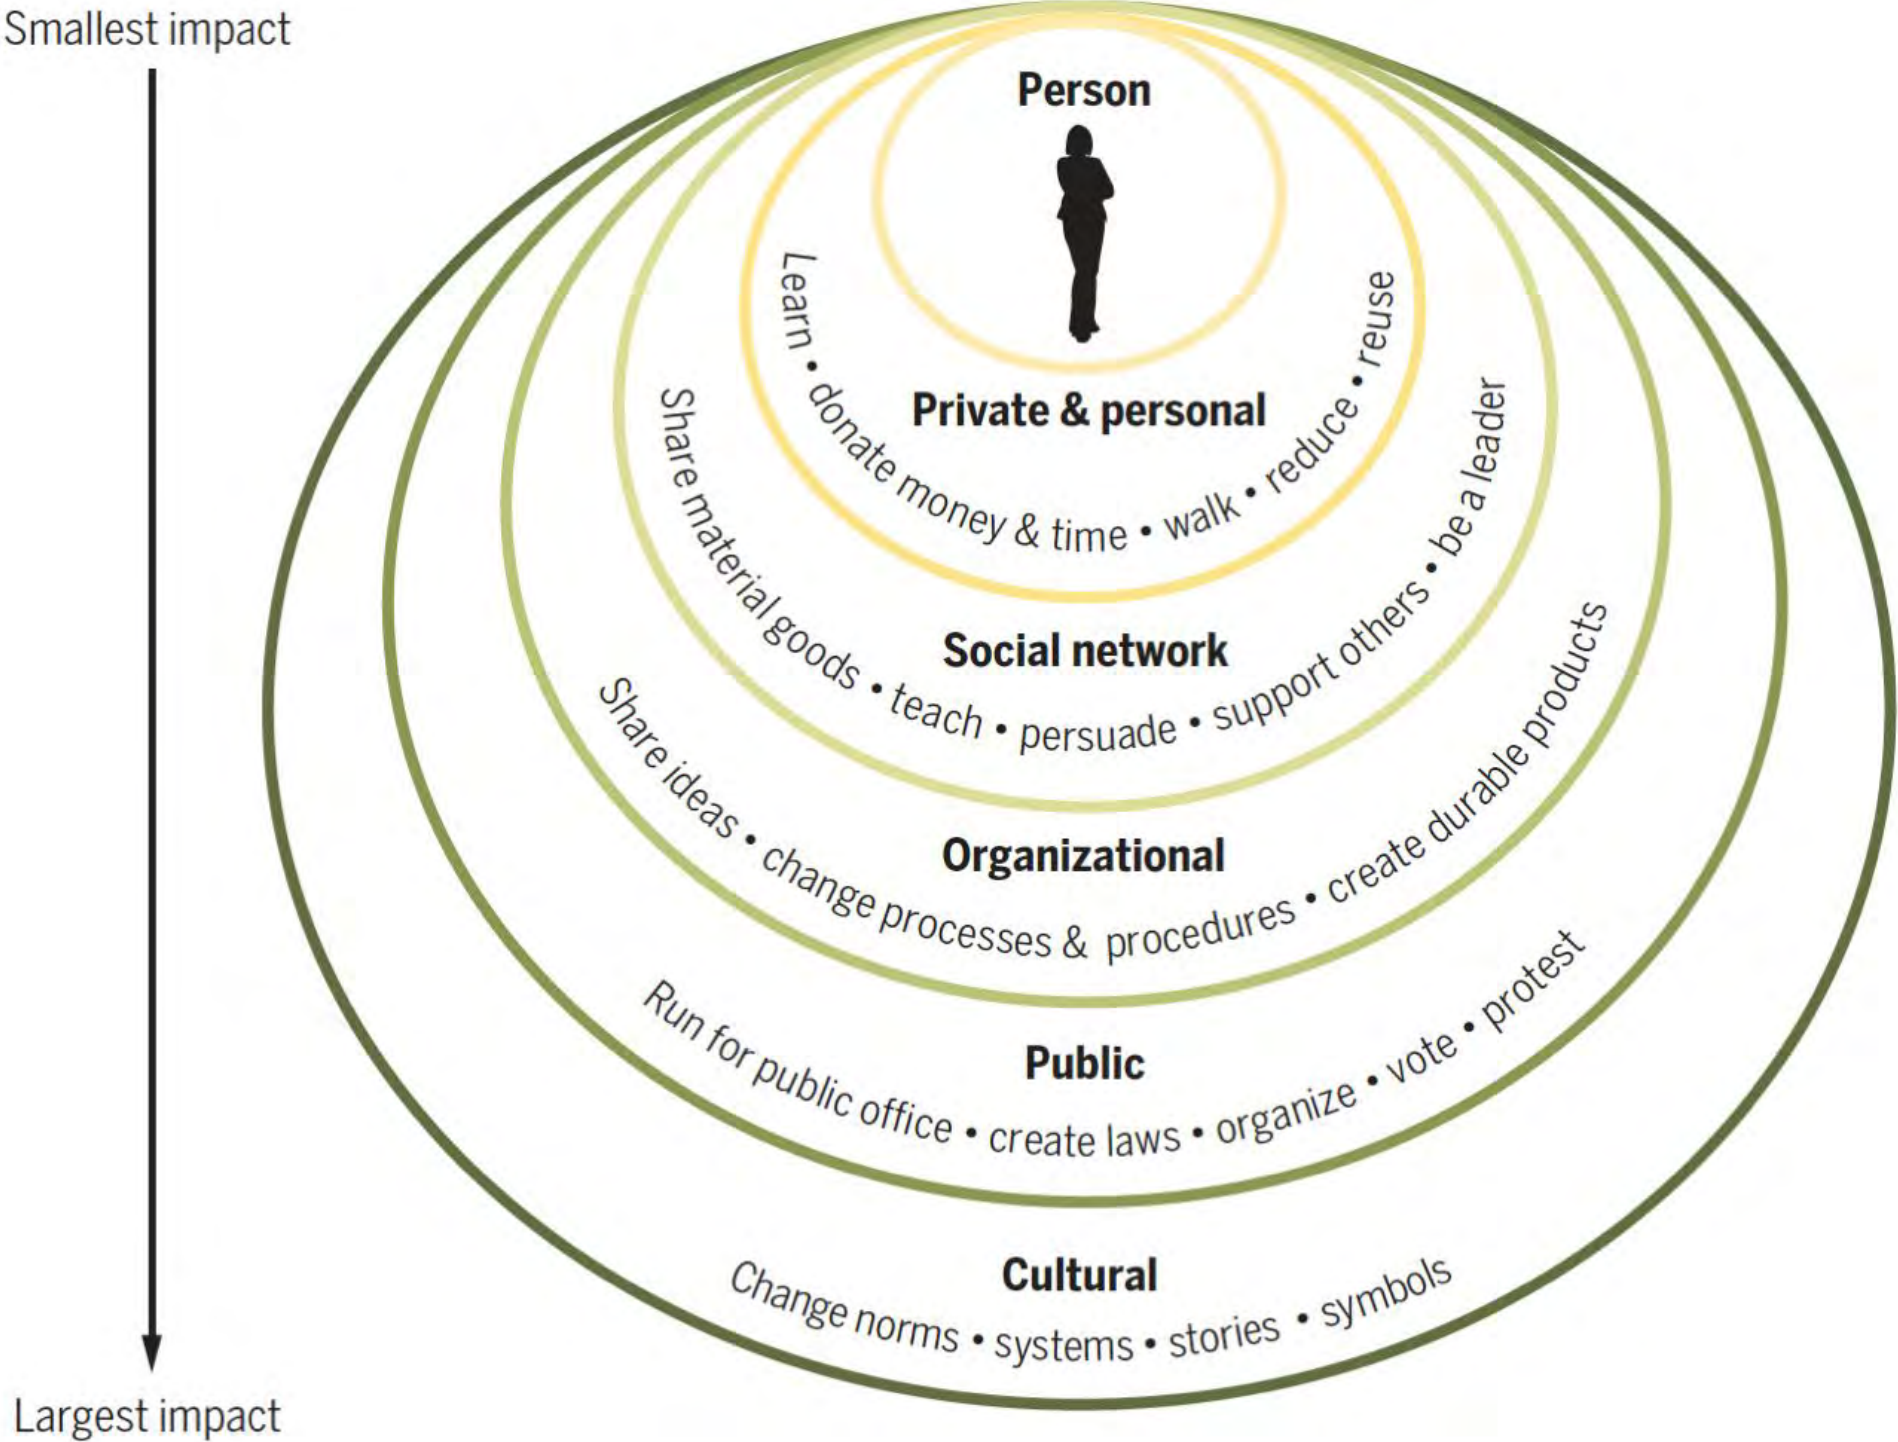 Smallest impact
Person
Private & personal
Learn • donate money & time • walk • reduce • reuse
Social network
Share material goods • teach • persuade • support others • be a leader
Organizational
Share ideas • change processes & procedures • create durable products
Public
Run for public office • create laws • organize • vote • protest
Cultural
Change norms • systems • stories • symbols
Largest impact